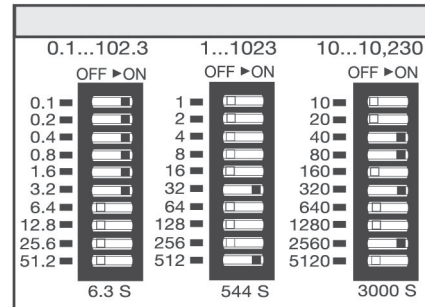 0.1...102.3 1...1023 10...10,230
OFF ►ON OFF ►ON OFF ►ON
0.1 1 10
0.2 2 20
0.4 4 40
0.8 8 80
1.6 16 160
3.2 32 320
6.4 64 640
12.8 128 1280
25.6 256 2560
51.2 512 5120
6.3 S 544 S 3000 S